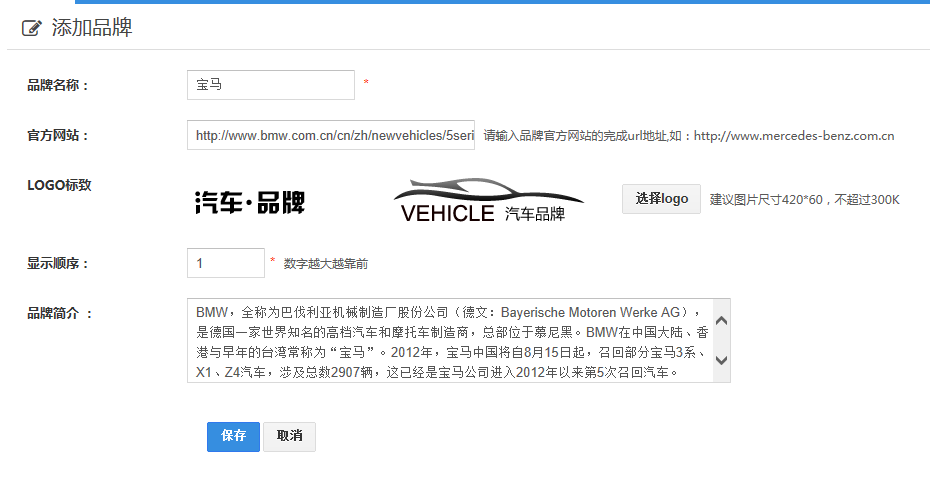 添加品牌
品牌名称： 宝马 *
官方网站： http://www.bmw.com.cn/cn/zh/newvehicles/5seri 请输入品牌官方网站的完成url地址,如：http://www.mercedes-benz.com.cn
LOGO标致 汽车·品牌 VEHICLE 汽车品牌 选择logo 建议图片尺寸420*60，不超过300K
显示顺序： 1 * 数字越大越靠前
品牌简介 ： BMW，全称为巴伐利亚机械制造厂股份公司（德文：Bayerische Motoren Werke AG），
是德国一家世界知名的高档汽车和摩托车制造商，总部位于慕尼黑。BMW在中国大陆、香
港与早年的台湾常称为“宝马”。2012年，宝马中国将自8月15日起，召回部分宝马3系、
X1、Z4汽车，涉及总数2907辆，这已经是宝马公司进入2012年以来第5次召回汽车。
保存 取消